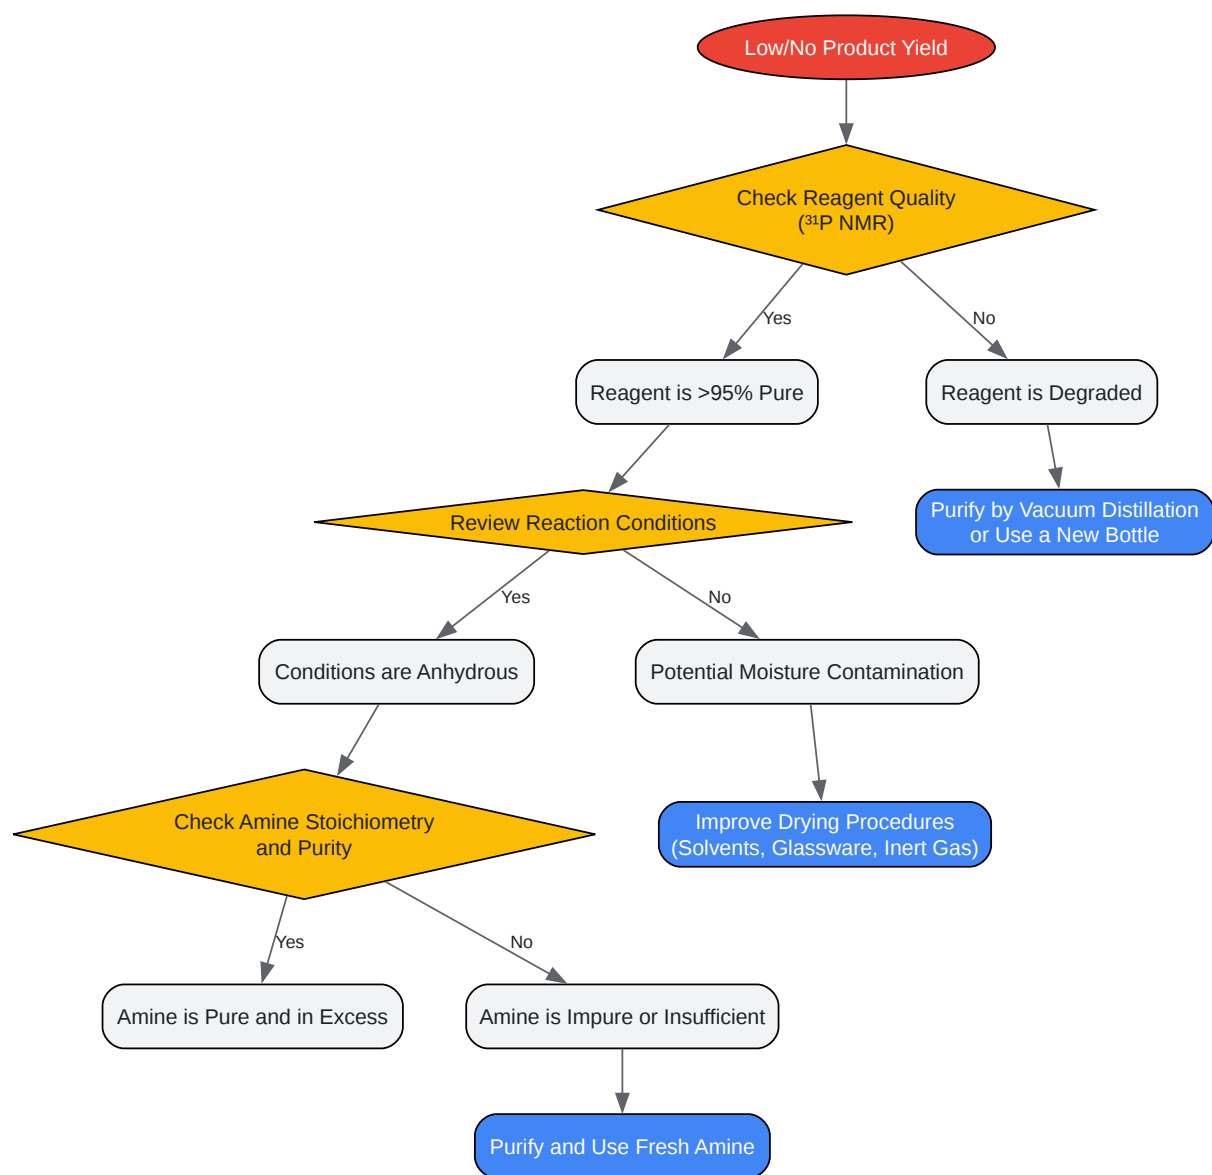 Low/No Product Yield
Check Reagent Quality
(³¹P NMR)
Yes
No
Reagent is >95% Pure
Reagent is Degraded
Review Reaction Conditions
Purify by Vacuum Distillation
or Use a New Bottle
Yes
No
Conditions are Anhydrous
Potential Moisture Contamination
Check Amine Stoichiometry
and Purity
Improve Drying Procedures
(Solvents, Glassware, Inert Gas)
Yes
No
Amine is Pure and in Excess
Amine is Impure or Insufficient
Purify and Use Fresh Amine